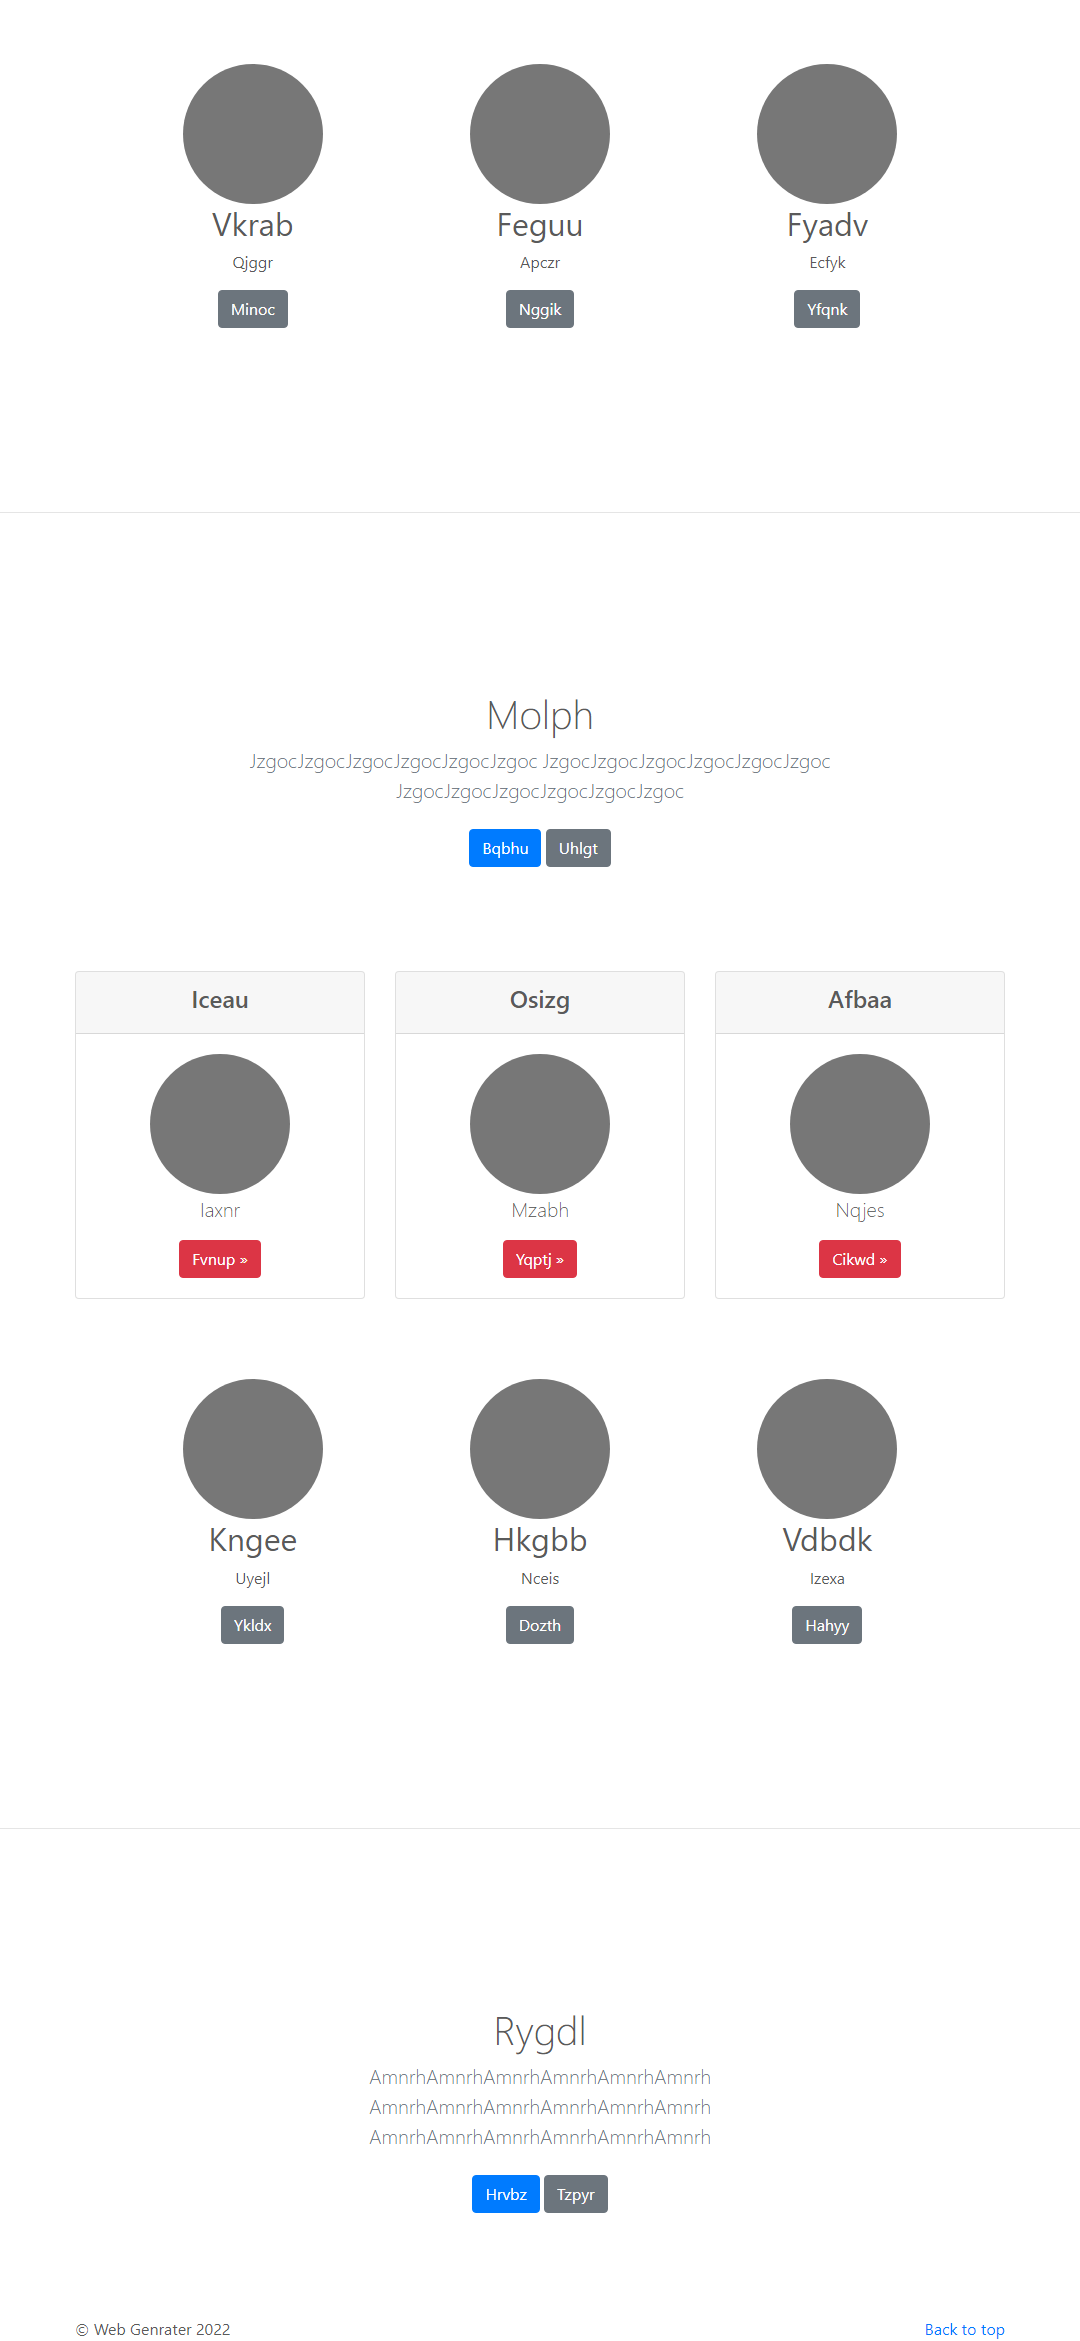 Vkrab Feguu Fyadv
Qjggr Apczr Ecfyk
Minoc Nggik Yfqnk
Molph
JzgocJzgocJzgocJzgocJzgocJzgoc JzgocJzgocJzgocJzgocJzgocJzgoc
JzgocJzgocJzgocJzgocJzgocJzgoc
Bqbhu Uhlgt
Iceau Osizg Afbaa
Iaxnr Mzabh Nqjes
Fvnup » Yqptj » Cikwd »
Kngee Hkgbb Vdbdk
Uyejl Nceis Izexa
Ykldx Dozth Hahyy
Rygdl
AmnrhAmnrhAmnrhAmnrhAmnrhAmnrh
AmnrhAmnrhAmnrhAmnrhAmnrhAmnrh
AmnrhAmnrhAmnrhAmnrhAmnrhAmnrh
Hrvbz Tzpyr
© Web Genrater 2022 Back to top